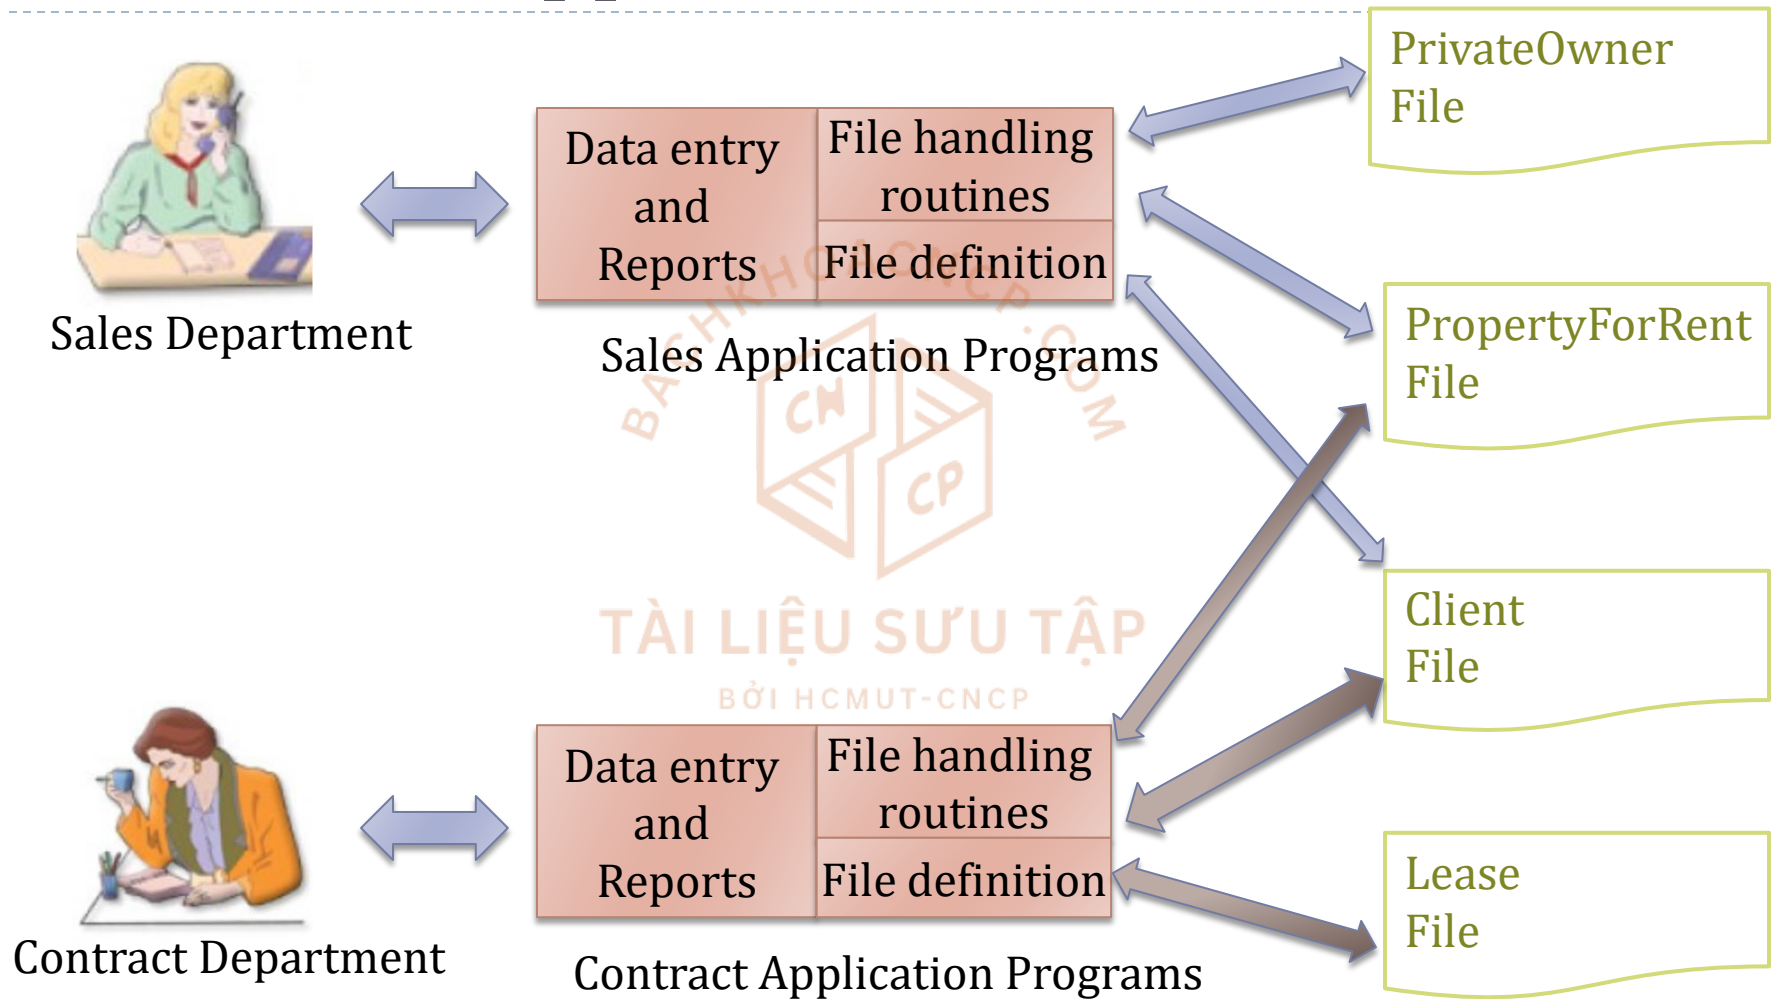 PrivateOwner
File
Data entry
and
Reports
File handling
routines
File definition
Sales Department
Sales Application Programs
PropertyForRent
File
BACHKHOACNCP.COM
CN
CP
TÀI LIỆU SƯU TẬP
BỞI HCMUT-CNCP
Client
File
Data entry
and
Reports
File handling
routines
File definition
Lease
File
Contract Department
Contract Application Programs